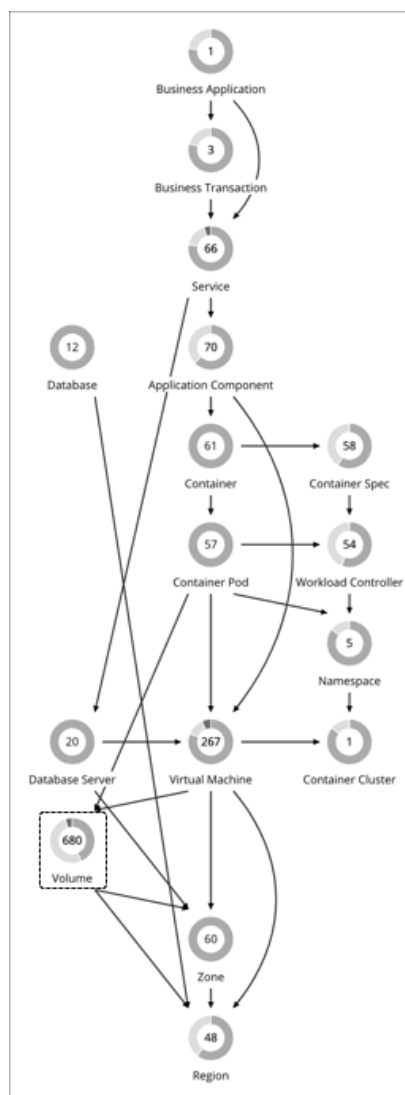 1
Business Application
3
Business Transaction
66
Service
12
Database
70
Application Component
61
Container
58
Container Spec
57
Container Pod
54
Workload Controller
5
Namespace
20
Database Server
267
Virtual Machine
1
Container Cluster
680
Volume
60
Zone
48
Region